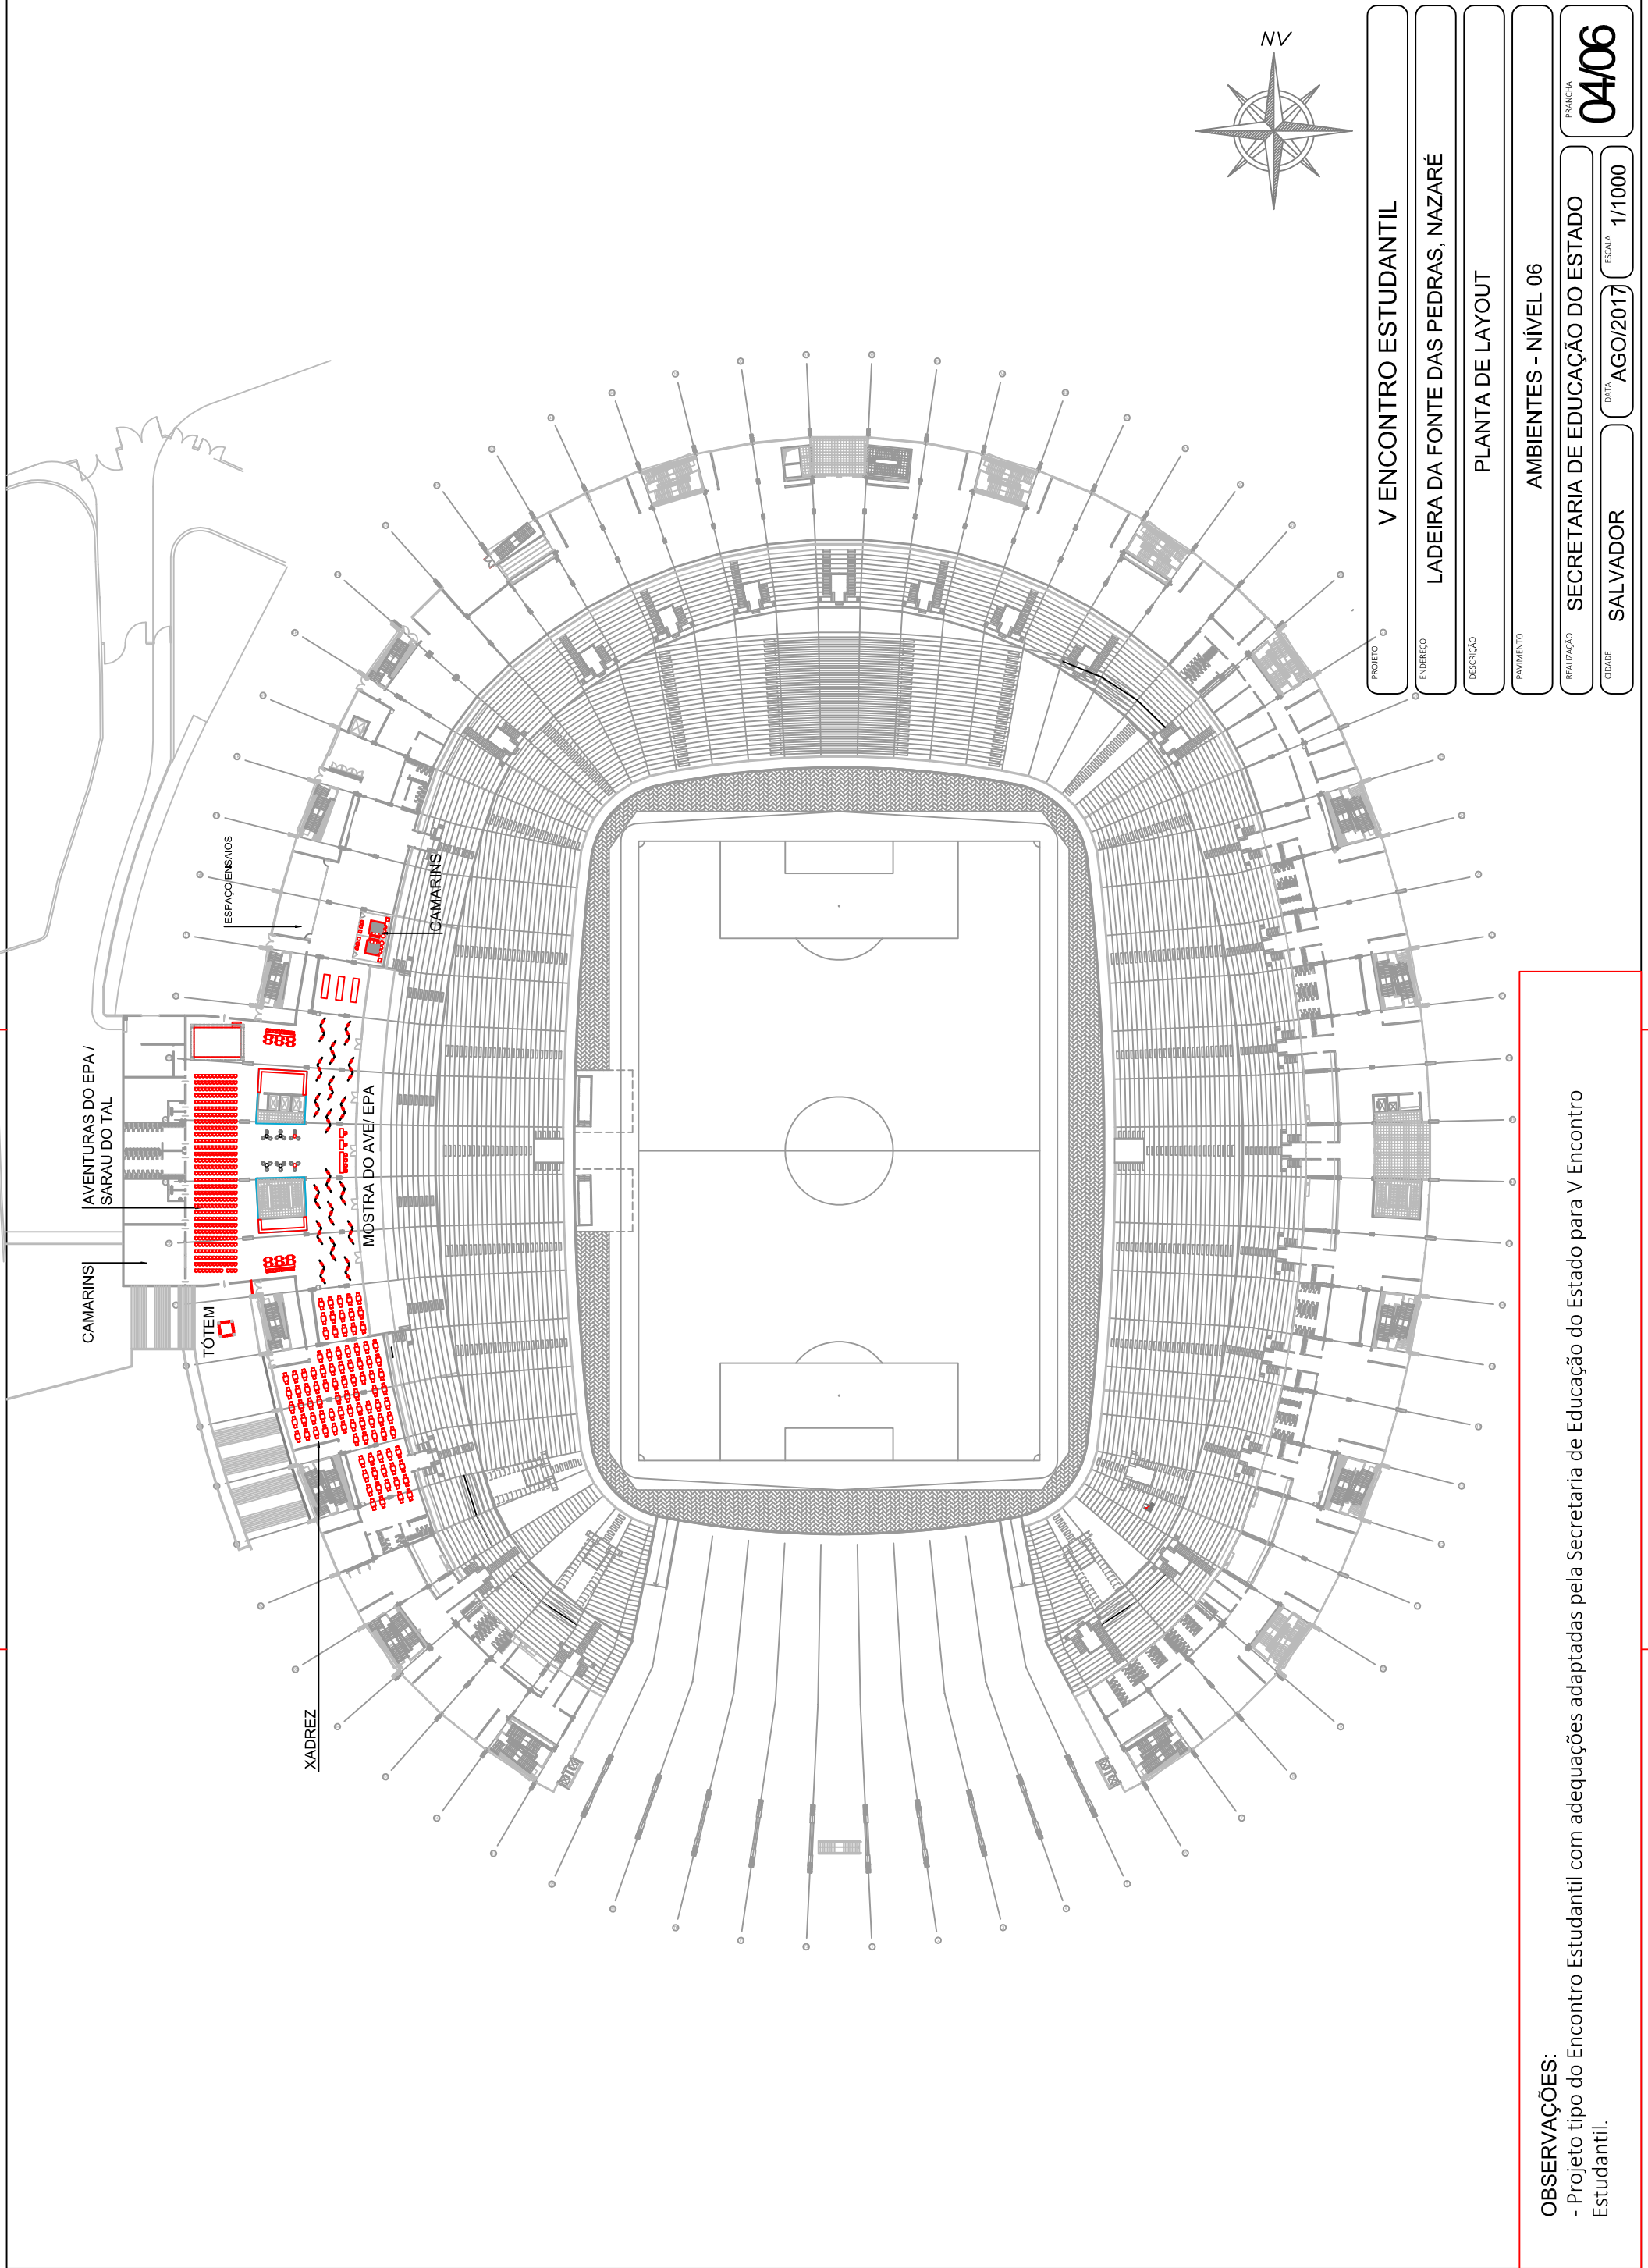 NV
PROJETO
V ENCONTRO ESTUDANTIL
ENDEREÇO
LADEIRA DA FONTE DAS PEDRAS, NAZARÉ
DESCRIÇÃO
PLANTA DE LAYOUT
PAVIMENTO
AMBIENTES - NÍVEL 06
REALIZAÇÃO
SECRETARIA DE EDUCAÇÃO DO ESTADO
PRANCHA
04/06
CIDADE
SALVADOR
DATA
AGO/2017
ESCALA
1/1000
XADREZ
CAMARINS
TÓTEM
AVENTURAS DO EPA /
SARAU DO TAL
MOSTRA DO AVE/ EPA
ESPAÇO ENSAIOS
CAMARINS
OBSERVAÇÕES:
- Projeto tipo do Encontro Estudantil com adequações adaptadas pela Secretaria de Educação do Estado para V Encontro
Estudantil.